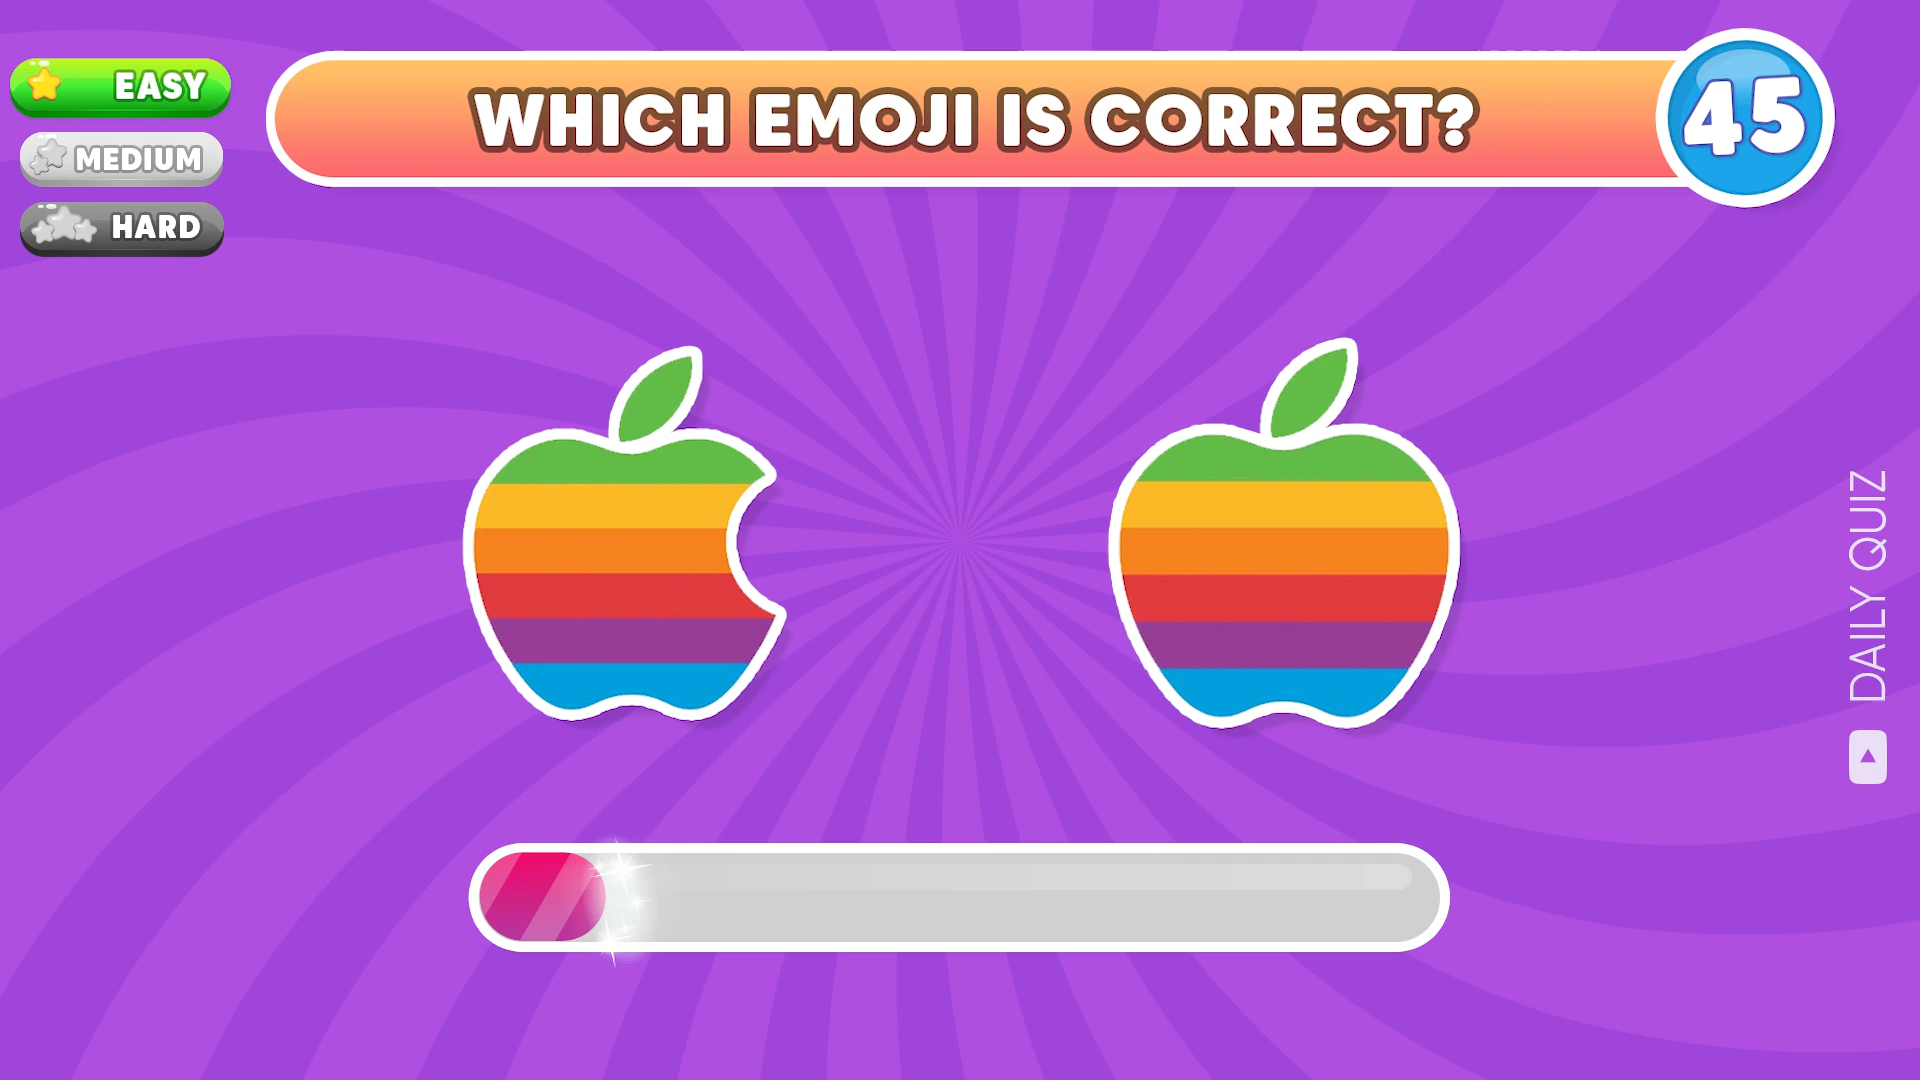 EASY
MEDIUM
HARD
WHICH EMOJI IS CORRECT?
45
DAILY QUIZ